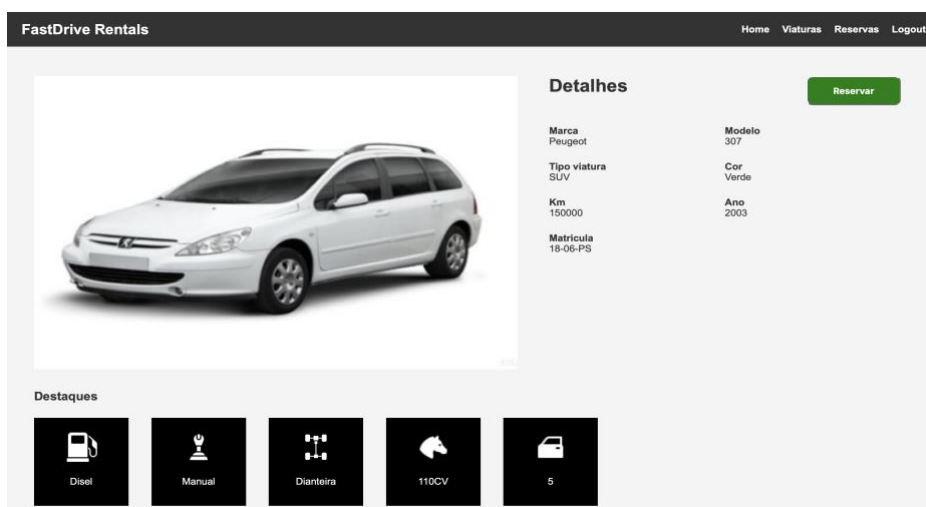 FastDrive Rentals
Home Viaturas Reservas Logout
Detalhes
Reservar
Marca
Peugeot
Modelo
307
Tipo viatura
SUV
Cor
Verde
Km
150000
Ano
2003
Matricula
18-06-PS
Destaques
Disel
Manual
Dianteira
110CV
5